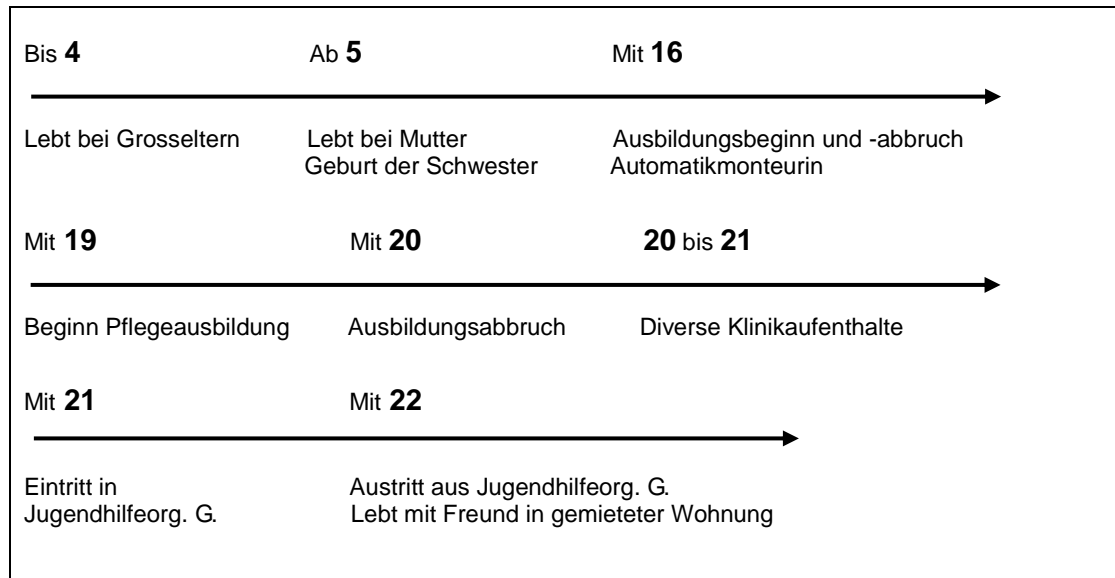 Bis 4 Ab 5 Mit 16
Lebt bei Grosseltern Lebt bei Mutter Ausbildungsbeginn und -abbruch
Geburt der Schwester Automatikmonteurin
Mit 19 Mit 20 20 bis 21
Beginn Pflegeausbildung Ausbildungsabbruch Diverse Klinikaufenthalte
Mit 21 Mit 22
Eintritt in Austritt aus Jugendhilfeorg. G.
Jugendhilfeorg. G. Lebt mit Freund in gemieteter Wohnung